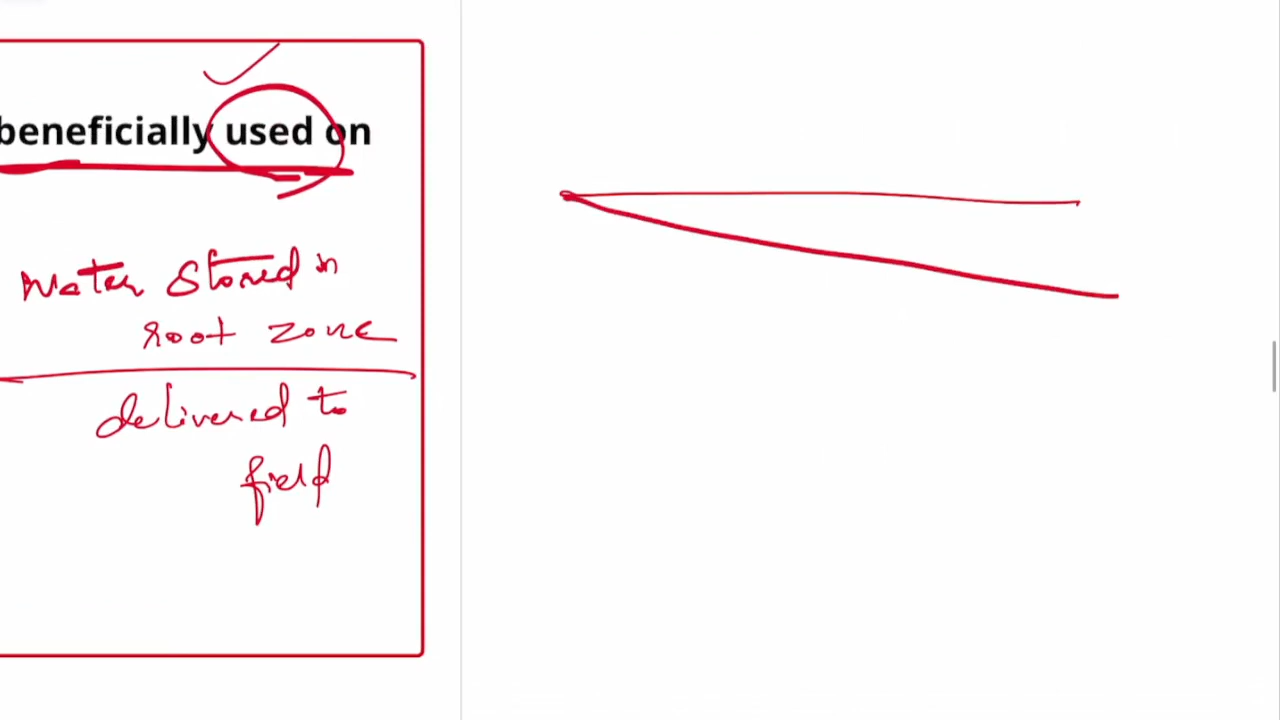 beneficially used on
Water stored in
root zone
delivered to
field